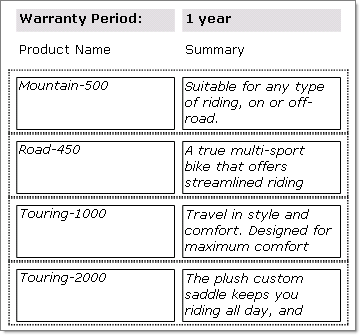 Warranty Period: 1 year
Product Name Summary
Mountain-500 Suitable for any type
of riding, on or off-
road.
Road-450 A true multi-sport
bike that offers
streamlined riding
Touring-1000 Travel in style and
comfort. Designed for
maximum comfort
Touring-2000 The plush custom
saddle keeps you
riding all day, and